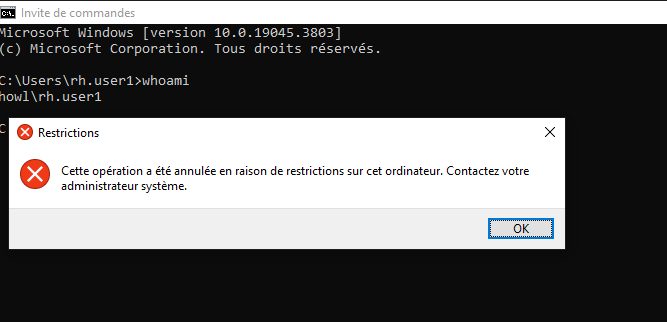 Invite de commandes
Microsoft Windows [version 10.0.19045.3803]
(c) Microsoft Corporation. Tous droits réservés.
C:\Users\rh.user1>whoami
howl\rh.user1
C
Restrictions
Cette opération a été annulée en raison de restrictions sur cet ordinateur. Contactez votre
administrateur système.
OK